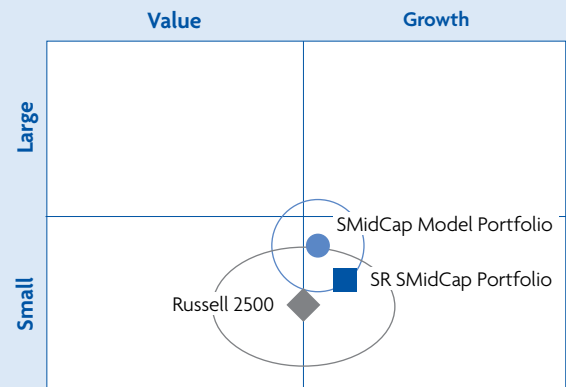 Value
Growth
Large
SMidCap Model Portfolio
SR SMidCap Portfolio
Russell 2500
Small